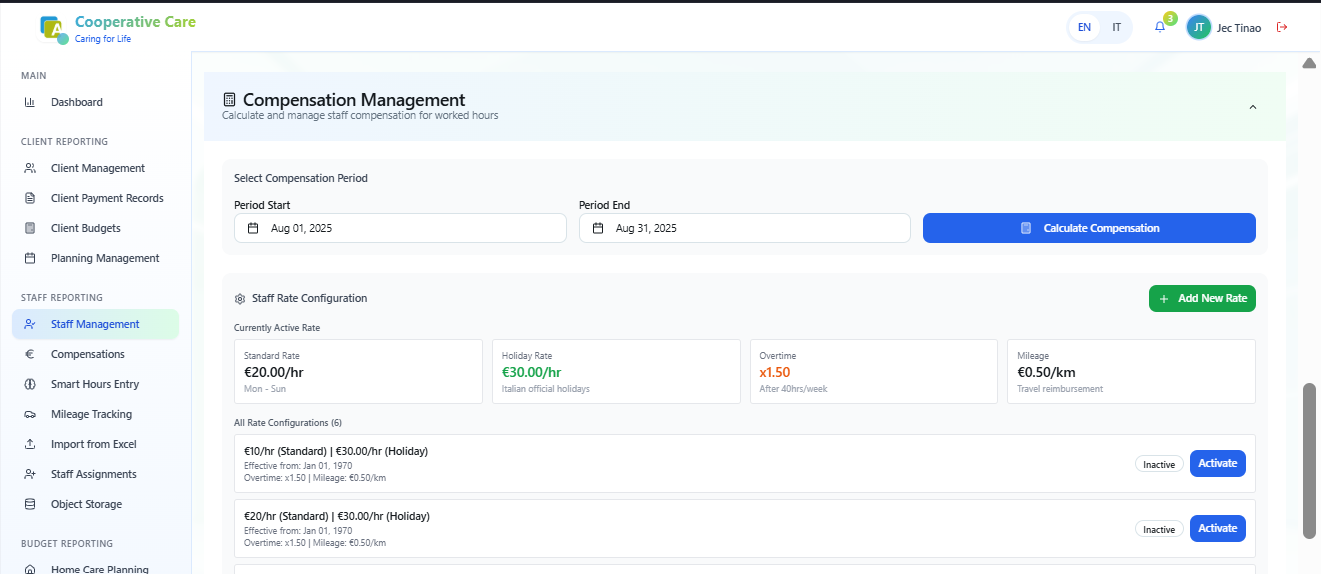 Cooperative Care
Caring for Life
EN IT
3
JT
Jec Tinao
MAIN
Dashboard
CLIENT REPORTING
Client Management
Client Payment Records
Client Budgets
Planning Management
STAFF REPORTING
Staff Management
Compensations
Smart Hours Entry
Mileage Tracking
Import from Excel
Staff Assignments
Object Storage
BUDGET REPORTING
Home Care Planning
Compensation Management
Calculate and manage staff compensation for worked hours
Select Compensation Period
Period Start
Aug 01, 2025
Period End
Aug 31, 2025
Calculate Compensation
Staff Rate Configuration
+ Add New Rate
Currently Active Rate
Standard Rate
€20.00/hr
Mon - Sun
Holiday Rate
€30.00/hr
Italian official holidays
Overtime
x1.50
After 40hrs/week
Mileage
€0.50/km
Travel reimbursement
All Rate Configurations (6)
€10/hr (Standard) | €30.00/hr (Holiday)
Effective from: Jan 01, 1970
Overtime: x1.50 | Mileage: €0.50/km
Inactive
Activate
€20/hr (Standard) | €30.00/hr (Holiday)
Effective from: Jan 01, 1970
Overtime: x1.50 | Mileage: €0.50/km
Inactive
Activate